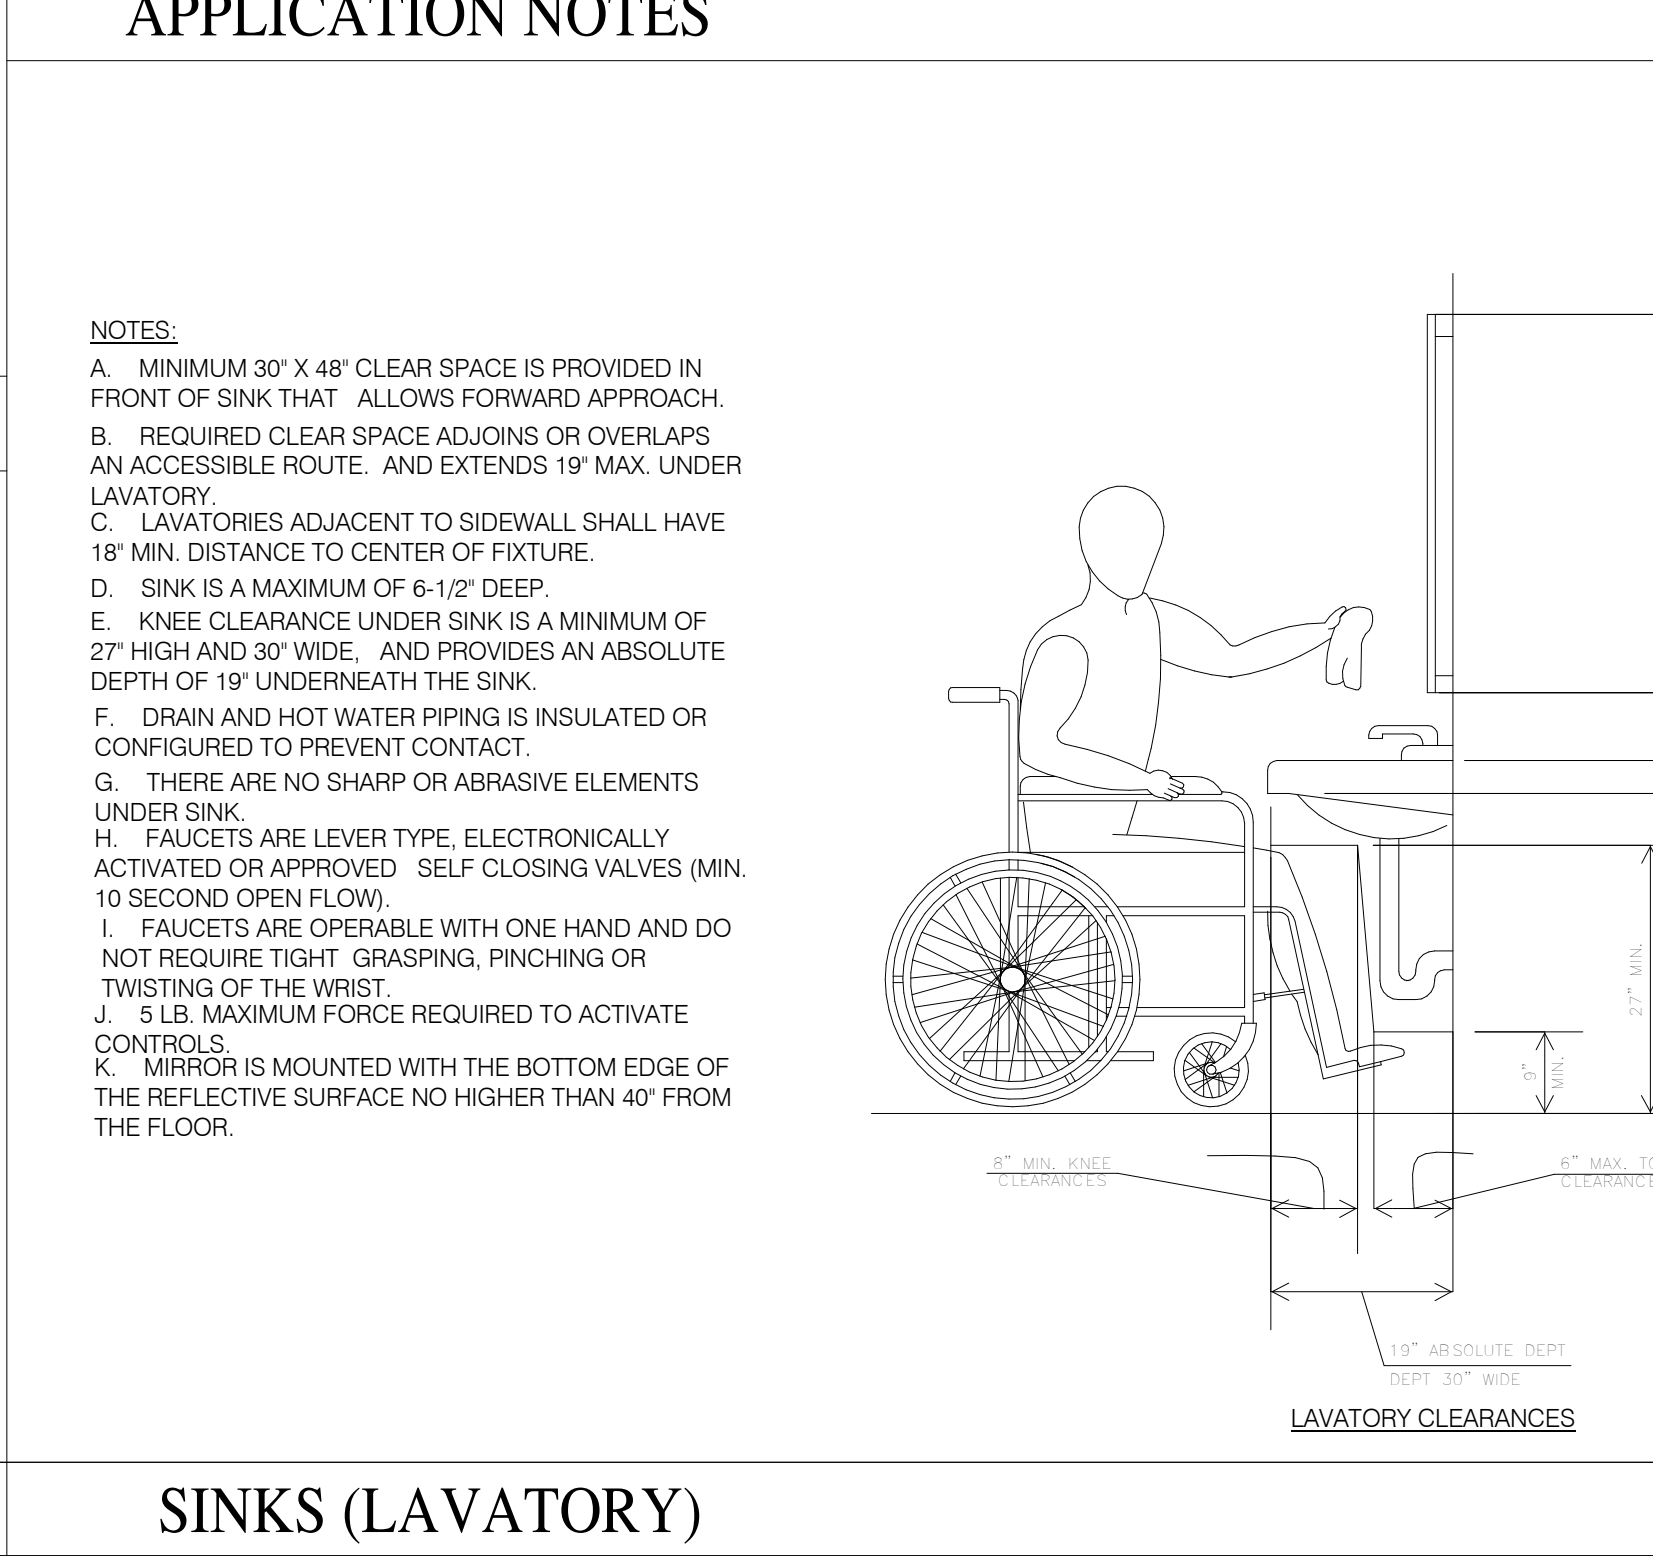 APPLICATION NOTES
NOTES:
A. MINIMUM 30" X 48" CLEAR SPACE IS PROVIDED IN
FRONT OF SINK THAT ALLOWS FORWARD APPROACH.
B. REQUIRED CLEAR SPACE ADJOINS OR OVERLAPS
AN ACCESSIBLE ROUTE. AND EXTENDS 19" MAX. UNDER
LAVATORY.
C. LAVATORIES ADJACENT TO SIDEWALL SHALL HAVE
18" MIN. DISTANCE TO CENTER OF FIXTURE.
D. SINK IS A MAXIMUM OF 6-1/2" DEEP.
E. KNEE CLEARANCE UNDER SINK IS A MINIMUM OF
27" HIGH AND 30" WIDE, AND PROVIDES AN ABSOLUTE
DEPTH OF 19" UNDERNEATH THE SINK.
F. DRAIN AND HOT WATER PIPING IS INSULATED OR
CONFIGURED TO PREVENT CONTACT.
G. THERE ARE NO SHARP OR ABRASIVE ELEMENTS
UNDER SINK.
H. FAUCETS ARE LEVER TYPE, ELECTRONICALLY
ACTIVATED OR APPROVED SELF CLOSING VALVES (MIN.
10 SECOND OPEN FLOW).
I. FAUCETS ARE OPERABLE WITH ONE HAND AND DO
NOT REQUIRE TIGHT GRASPING, PINCHING OR
TWISTING OF THE WRIST.
J. 5 LB. MAXIMUM FORCE REQUIRED TO ACTIVATE
CONTROLS.
K. MIRROR IS MOUNTED WITH THE BOTTOM EDGE OF
THE REFLECTIVE SURFACE NO HIGHER THAN 40" FROM
THE FLOOR.
27" MIN.
9"
MIN.
8" MIN. KNEE
CLEARANCES
6" MAX.
19" ABSOLUTE DEPT
DEPT 30" WIDE
LAVATORY CLEARANCES
SINKS (LAVATORY)